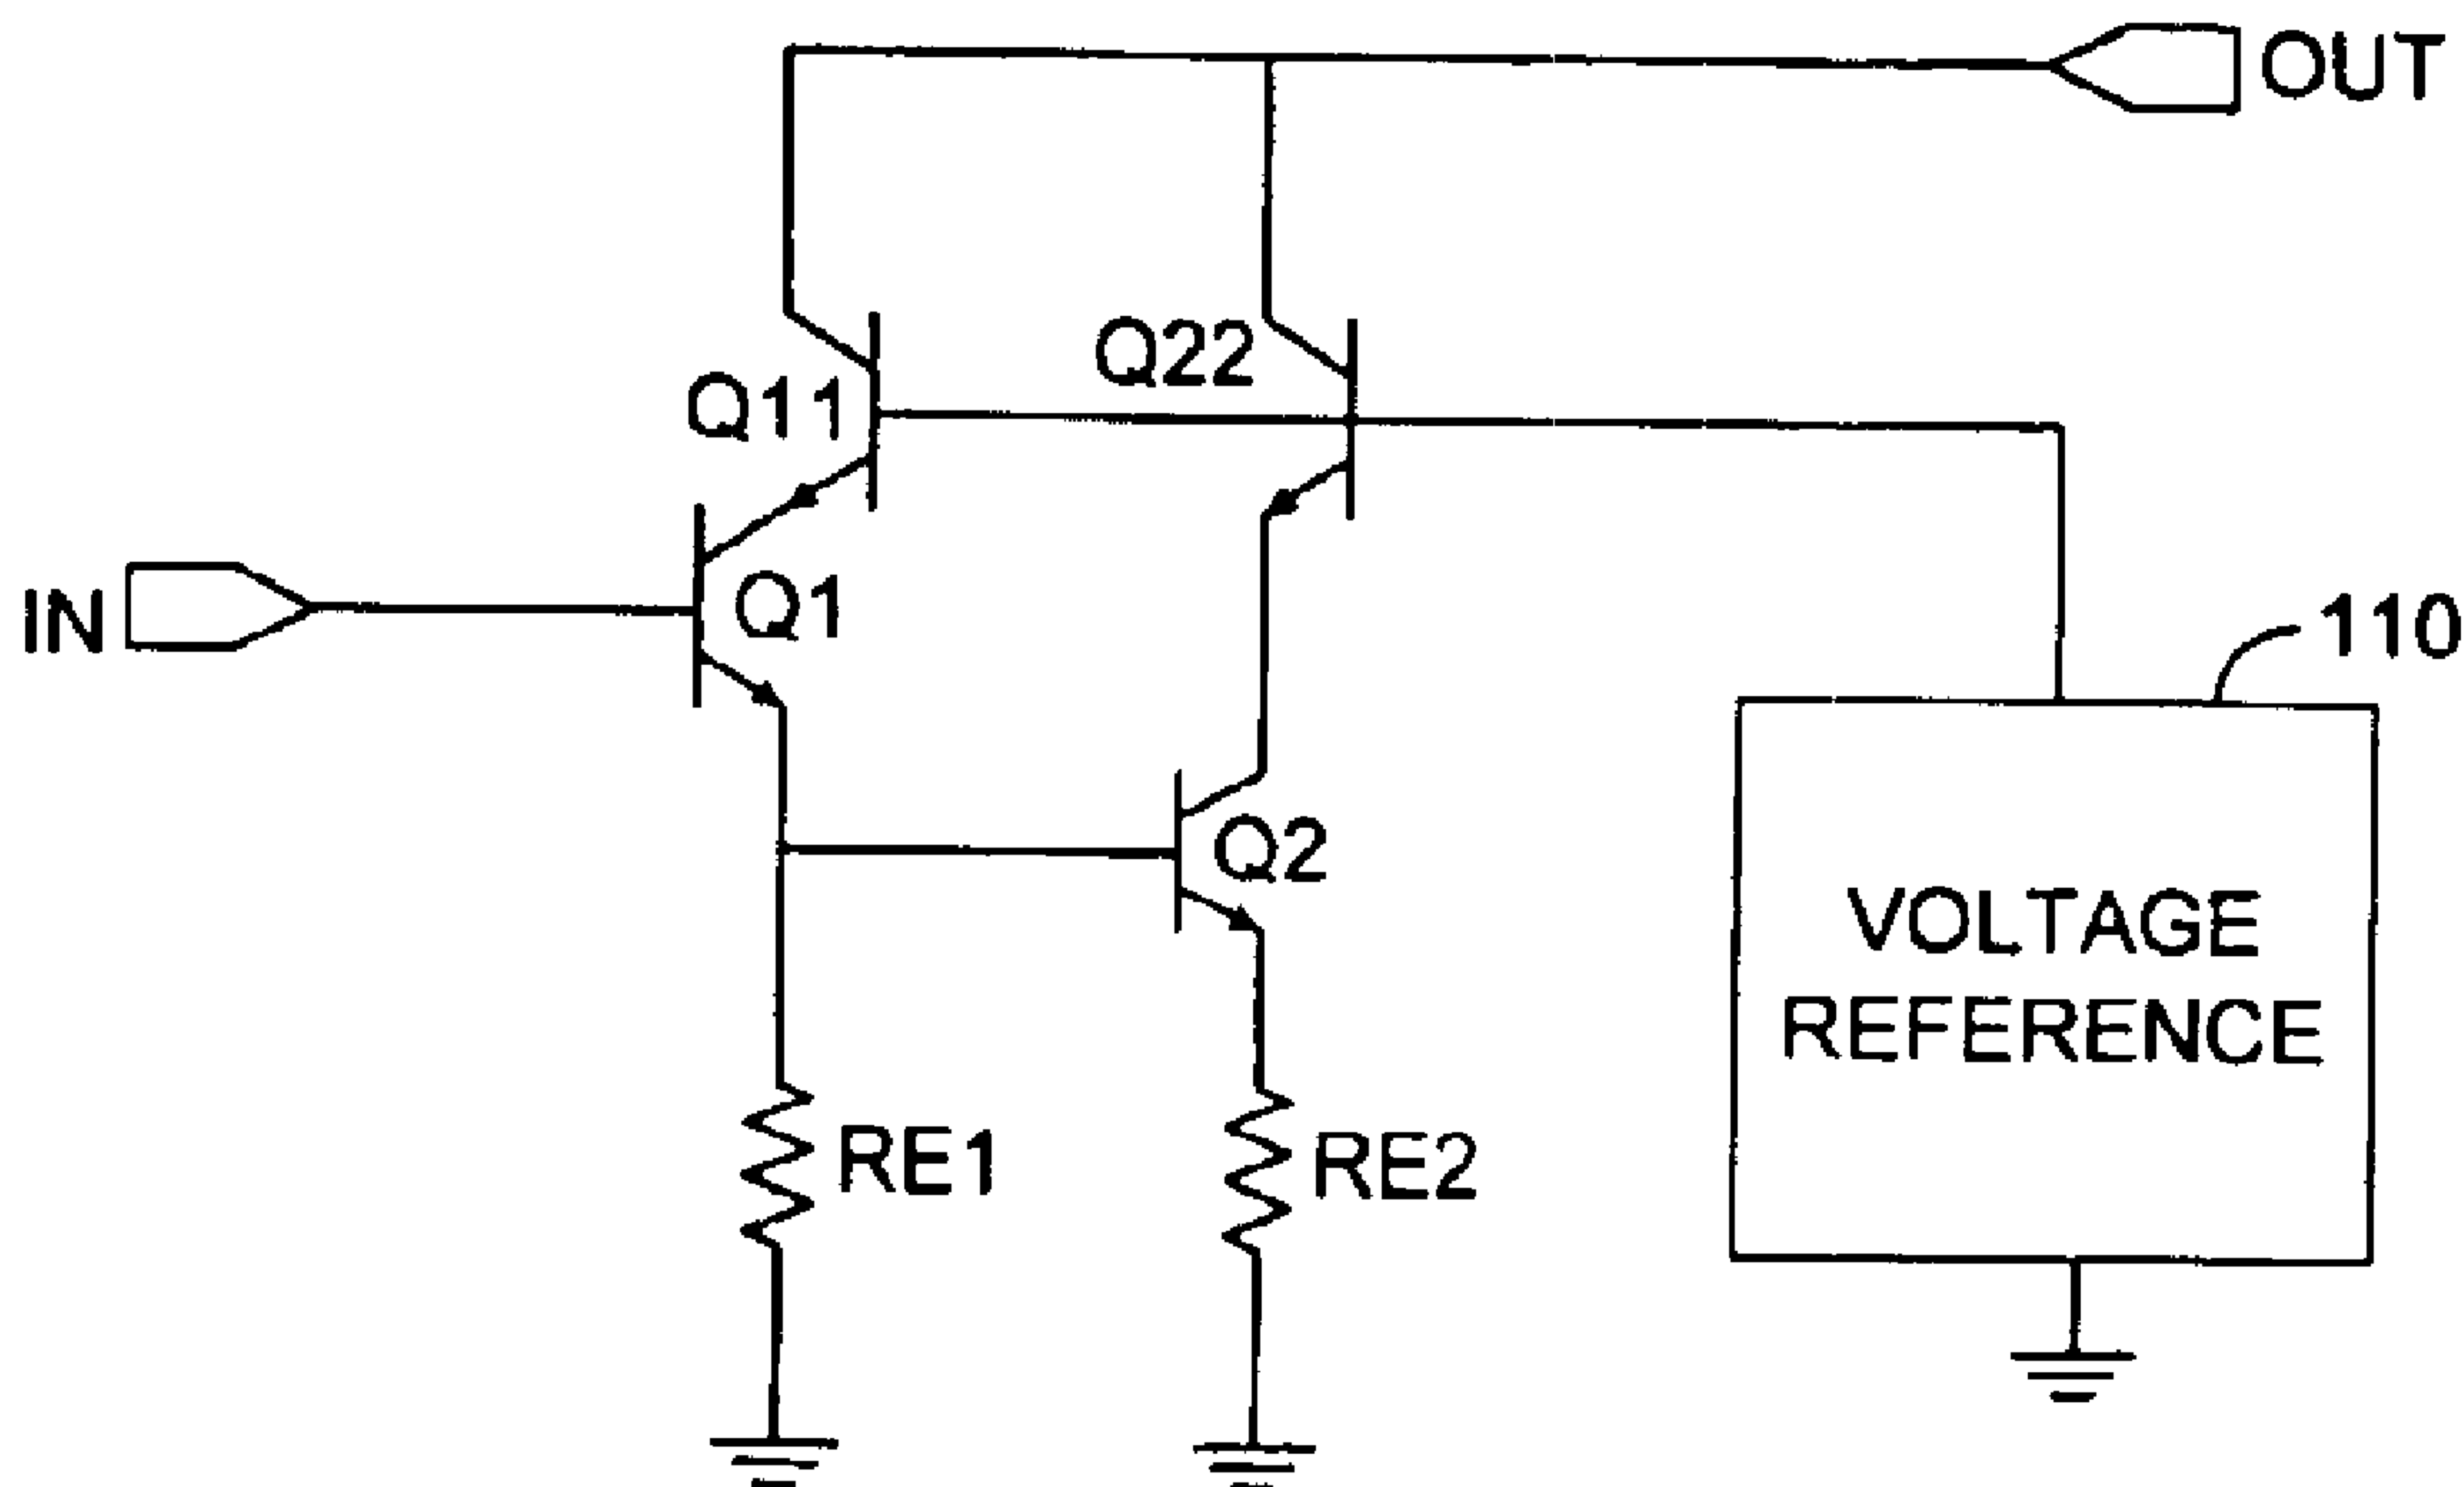 OUT
Q22
Q11
IN
Q1
110
Q2
VOLTAGE
REFERENCE
RE1
RE2